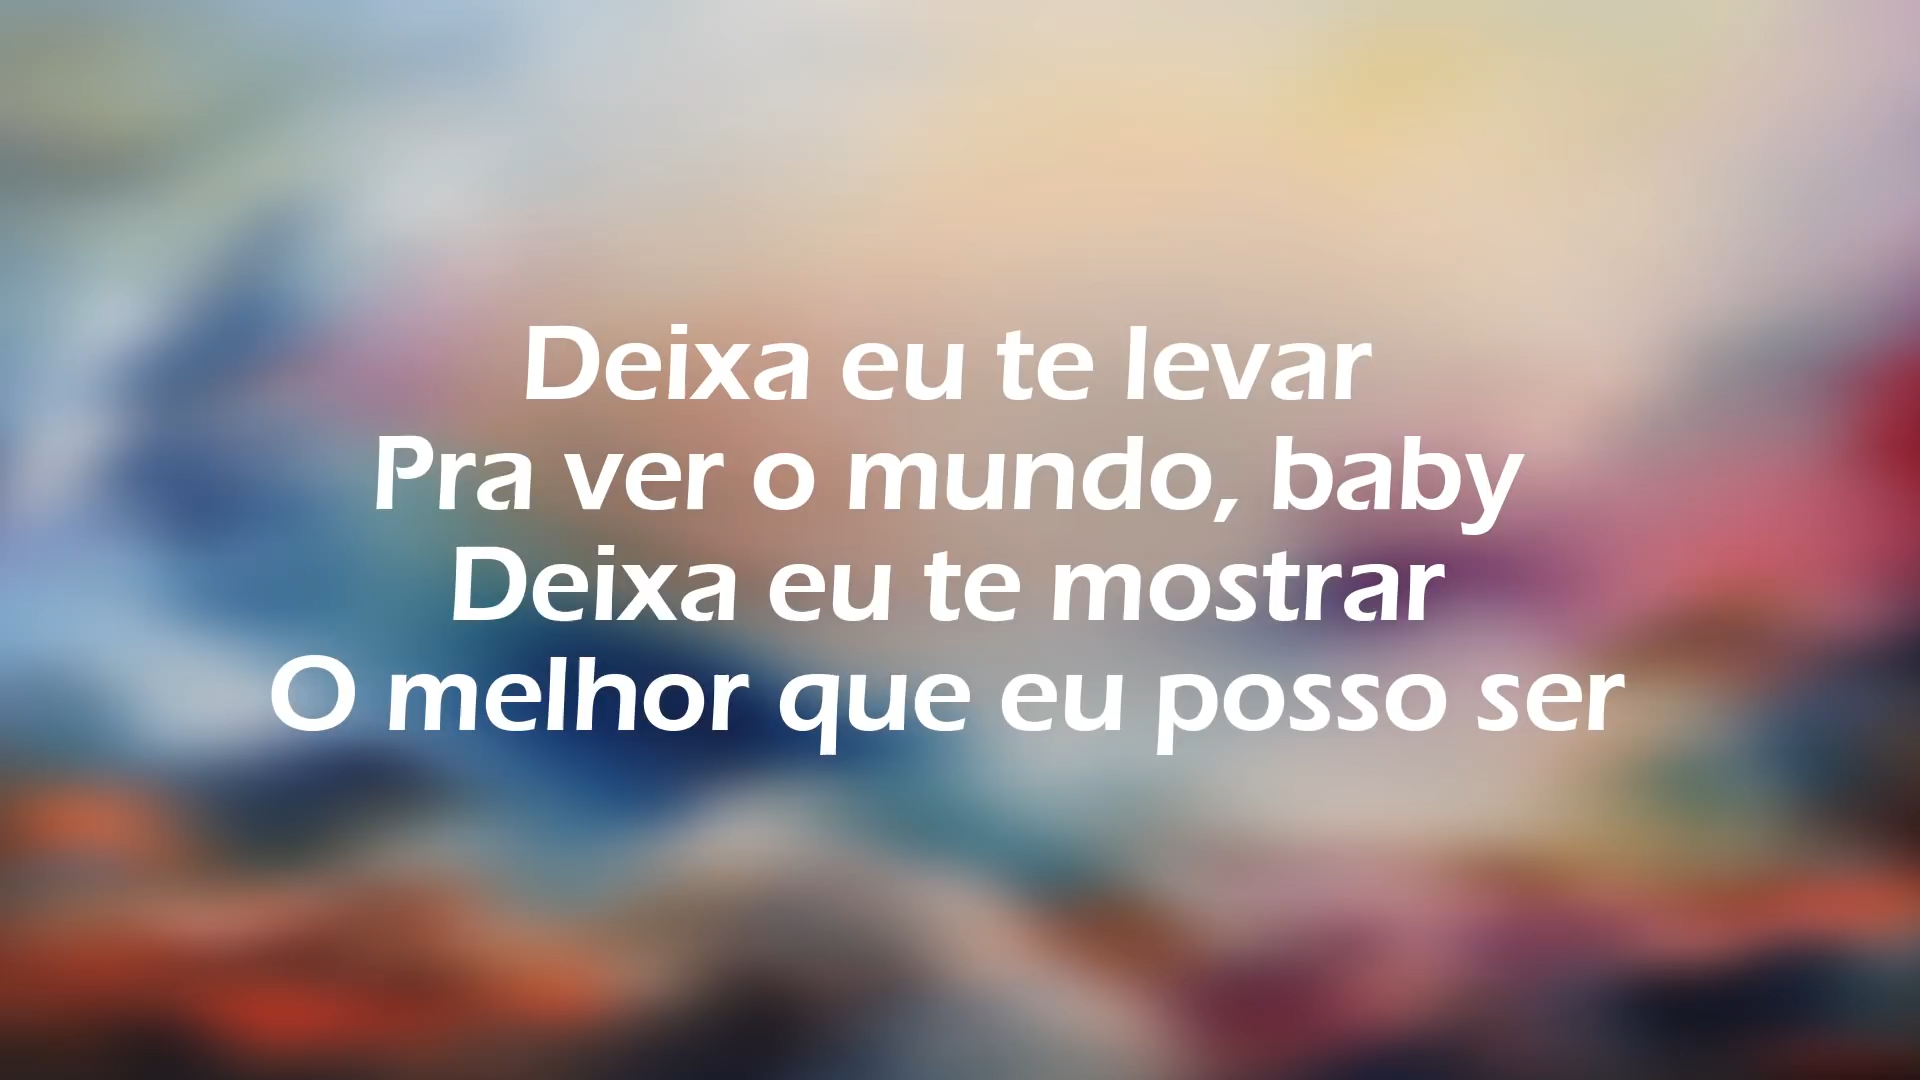 Deixa eu te levar
Pra ver o mundo, baby
Deixa eu te mostrar
O melhor que eu posso ser